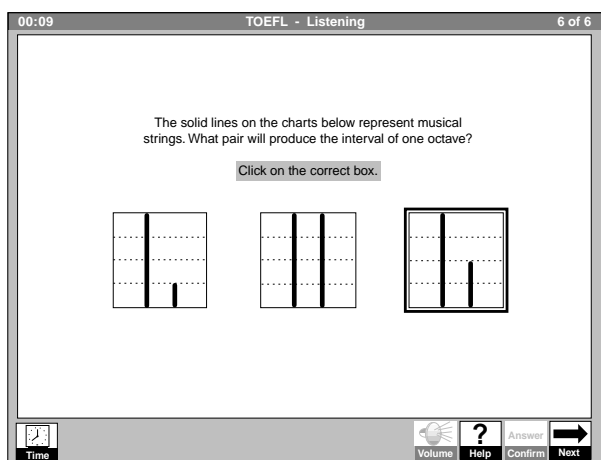 00:09 TOEFL - Listening 6 of 6
The solid lines on the charts below represent musical
strings. What pair will produce the interval of one octave?
Click on the correct box.
Time
Volume
?
Help
Answer
Confirm
Next